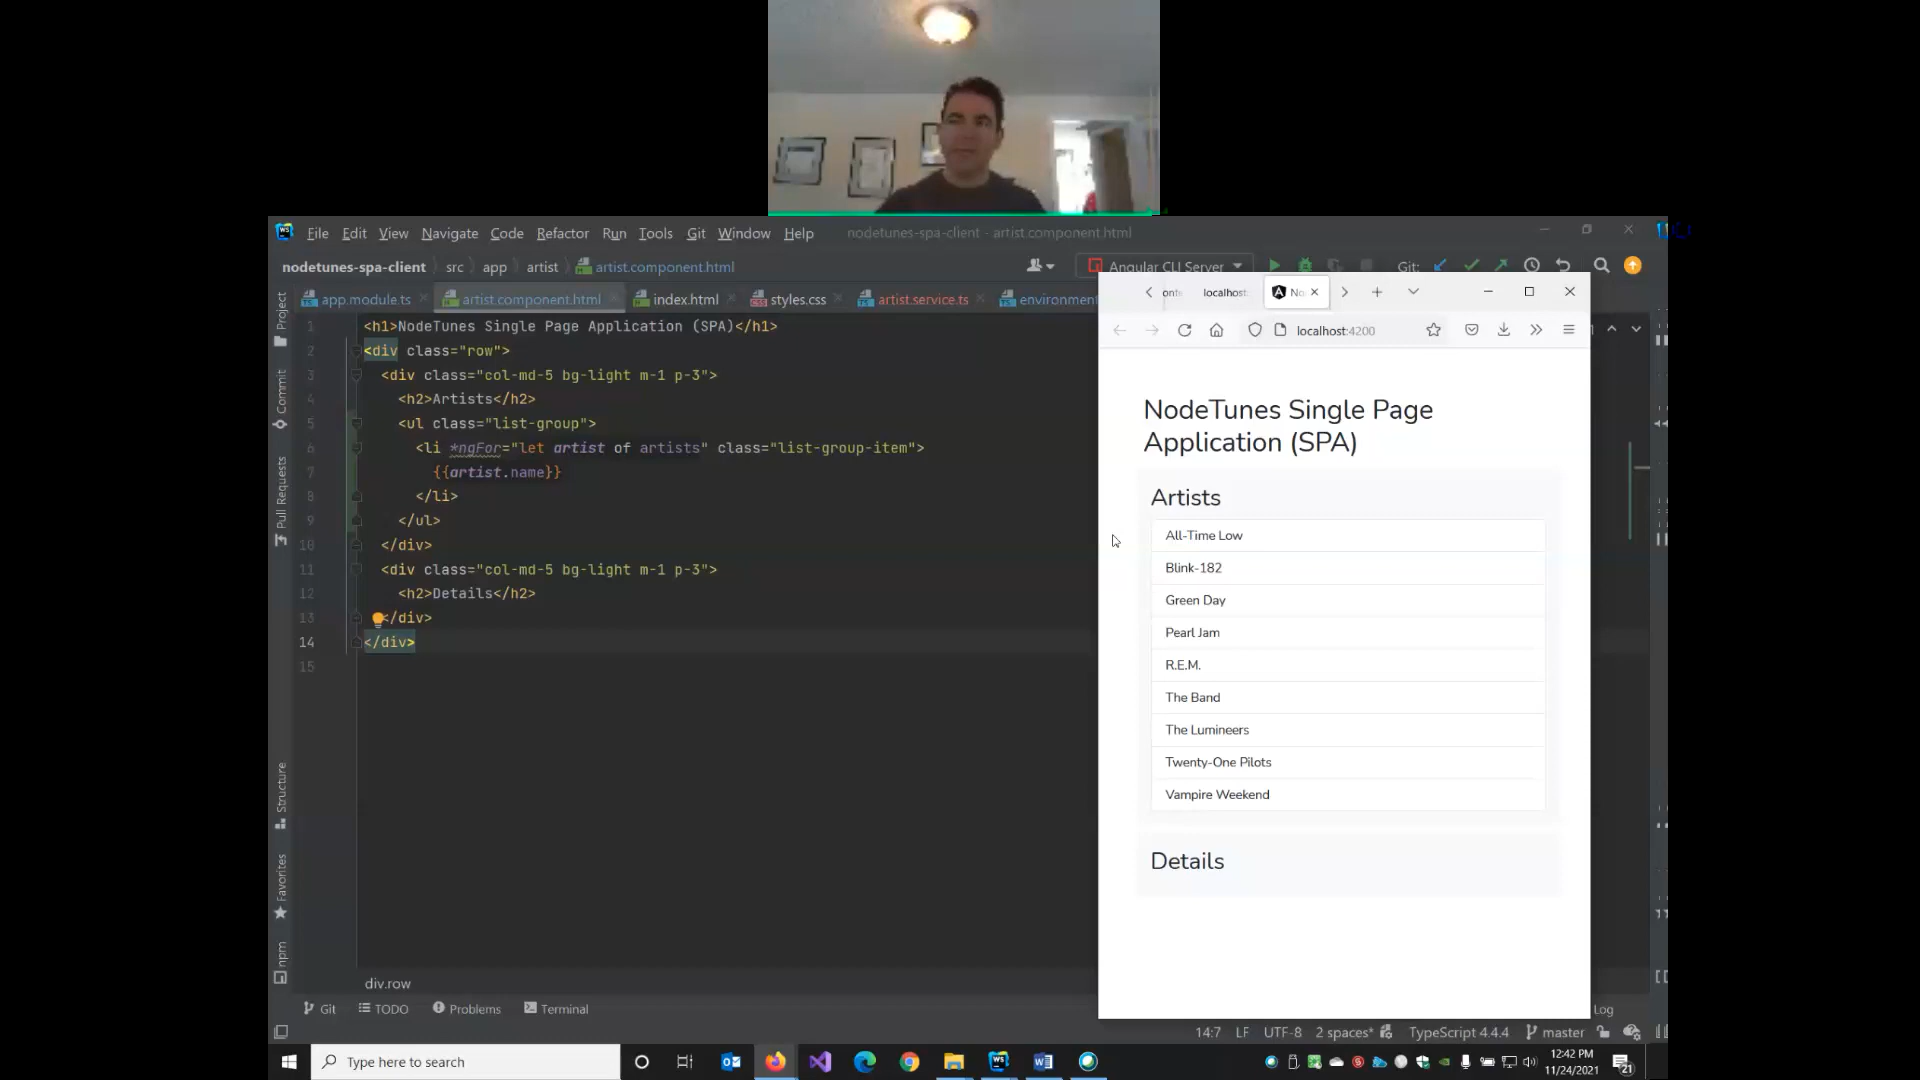 File Edit View Navigate Code Refactor Run Tools Git Window Help nodetunes-spa-client - artist.component.html
nodetunes-spa-client src app artist artist.component.html Angular CLI Server Git:
app.module.ts artist.component.html index.html styles.css artist.service.ts environment
1 <h1>NodeTunes Single Page Application (SPA)</h1>
2 <div class="row">
3 <div class="col-md-5 bg-light m-1 p-3">
4 <h2>Artists</h2>
5 <ul class="list-group">
6 <li *ngFor="let artist of artists" class="list-group-item">
7 {{artist.name}}
8 </li>
9 </ul>
10 </div>
11 <div class="col-md-5 bg-light m-1 p-3">
12 <h2>Details</h2>
13 </div>
14 </div>
15
Project
Commit
Pull Requests
Structure
Favorites
npm
onts localhost: No
localhost:4200
NodeTunes Single Page
Application (SPA)
Artists
All-Time Low
Blink-182
Green Day
Pearl Jam
R.E.M.
The Band
The Lumineers
Twenty-One Pilots
Vampire Weekend
Details
div.row
Git TODO Problems Terminal Log
14:7 LF UTF-8 2 spaces* TypeScript 4.4.4 master
Type here to search
12:42 PM
11/24/2021
21